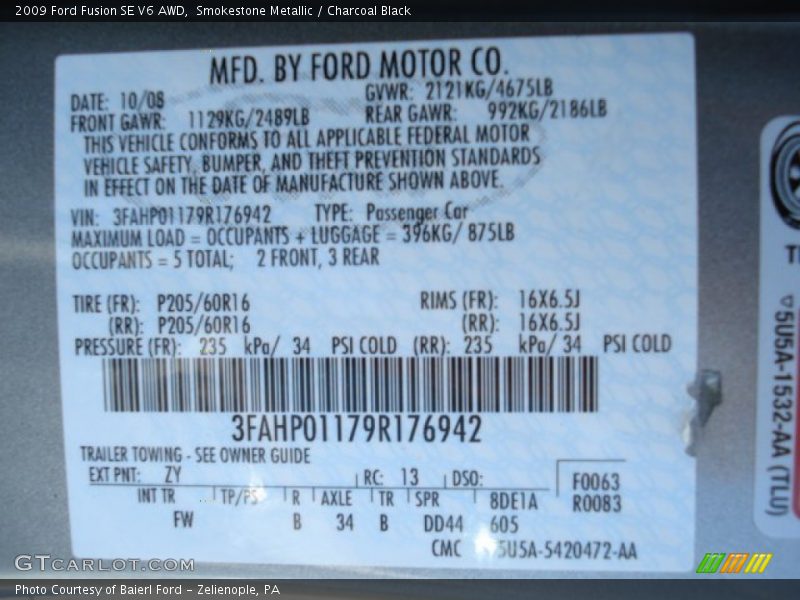 2009 Ford Fusion SE V6 AWD, Smokestone Metallic / Charcoal Black
MFD. BY FORD MOTOR CO.
DATE: 10/08 GVWR: 2121KG/4675LB
FRONT GAWR: 1129KG/2489LB REAR GAWR: 992KG/2186LB
THIS VEHICLE CONFORMS TO ALL APPLICABLE FEDERAL MOTOR
VEHICLE SAFETY, BUMPER, AND THEFT PREVENTION STANDARDS
IN EFFECT ON THE DATE OF MANUFACTURE SHOWN ABOVE.
VIN: 3FAHP01179R176942 TYPE: Passenger Car
MAXIMUM LOAD = OCCUPANTS + LUGGAGE = 396KG/ 875LB
OCCUPANTS = 5 TOTAL; 2 FRONT, 3 REAR
TIRE (FR): P205/60R16 RIMS (FR): 16X6.5J
(RR): P205/60R16 (RR): 16X6.5J
PRESSURE (FR): 235 kPa/ 34 PSI COLD (RR): 235 kPa/ 34 PSI COLD
3FAHP01179R176942
TRAILER TOWING - SEE OWNER GUIDE
EXT PNT: ZY RC: 13 DSO: F0063
INT TR TP/PS R AXLE TR SPR 8DE1A R0083
FW B 34 B DD44 605
CMC 5U5A-5420472-AA
5U5A-1532-AA (TLU)
GTCARLOT.COM
Photo Courtesy of Baierl Ford - Zelienople, PA